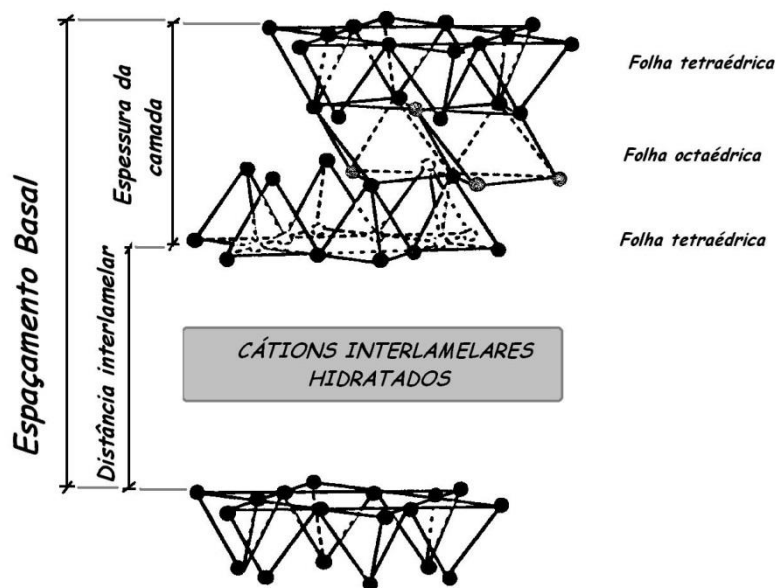 Espaçamento Basal
Espessura da
camada
Distância interlamelar
Folha tetraédrica
Folha octaédrica
Folha tetraédrica
CÁTIONS INTERLAMELARES
HIDRATADOS